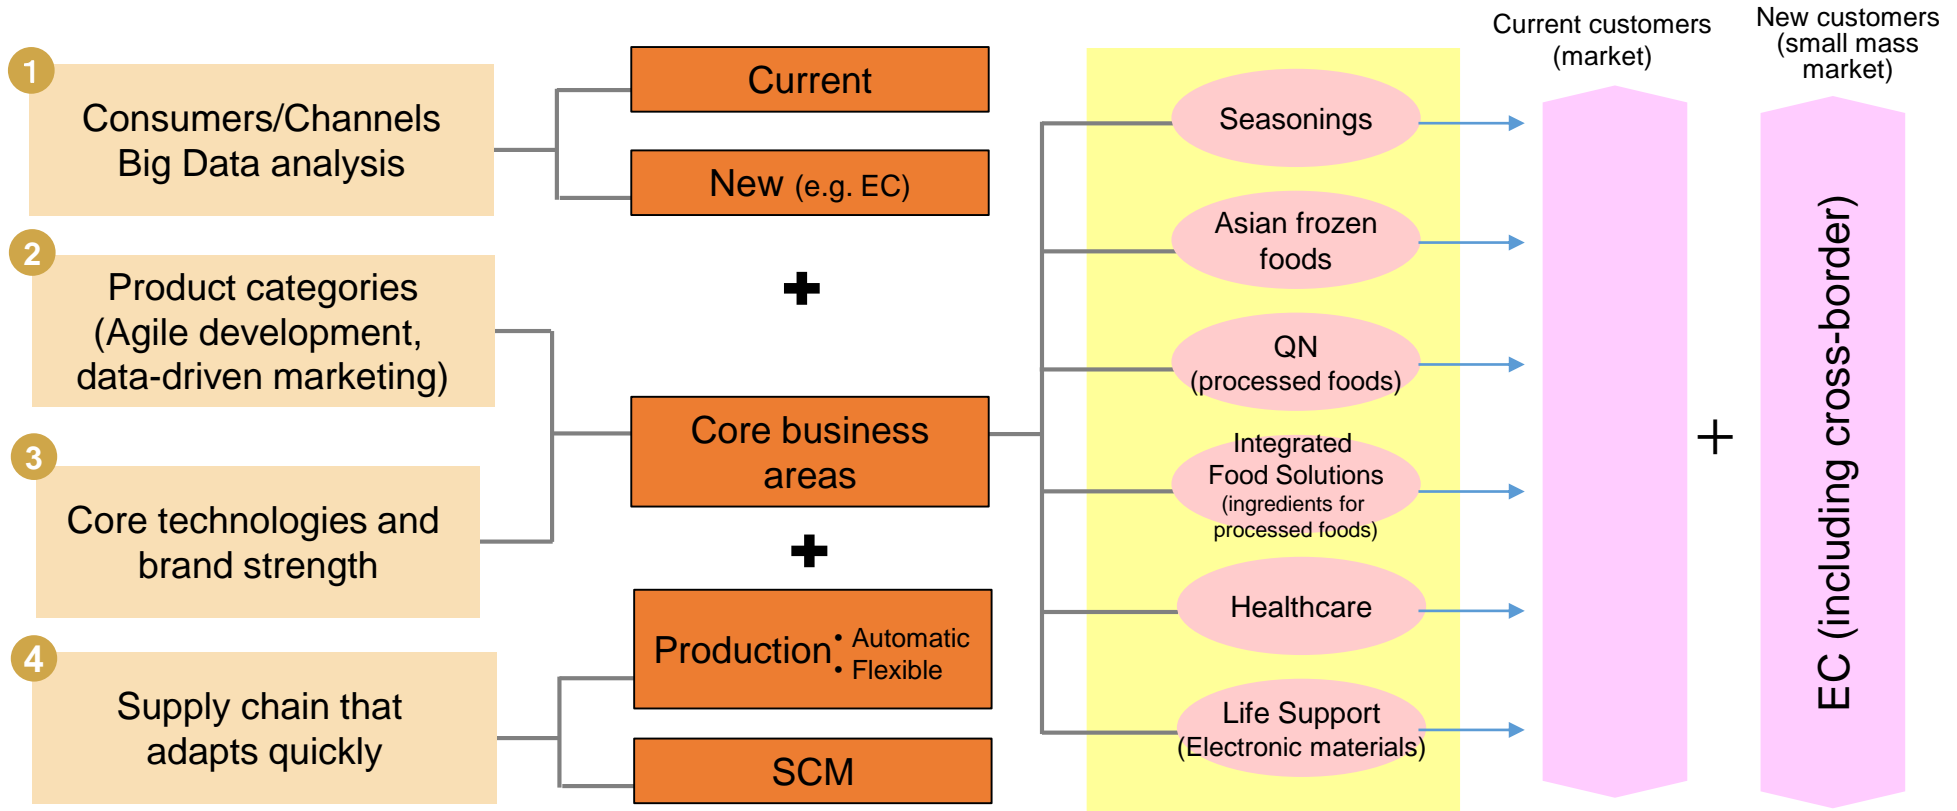 1
Consumers/Channels
Big Data analysis
2
Product categories
(Agile development,
data-driven marketing)
3
Core technologies and
brand strength
4
Supply chain that
adapts quickly
Current
New (e.g. EC)
+
Core business
areas
+
Production
• Automatic
• Flexible
SCM
Seasonings
Asian frozen
foods
QN
(processed foods)
Integrated
Food Solutions
(ingredients for
processed foods)
Healthcare
Life Support
(Electronic materials)
Current customers
(market)
+
New customers
(small mass
market)
EC (including cross-border)